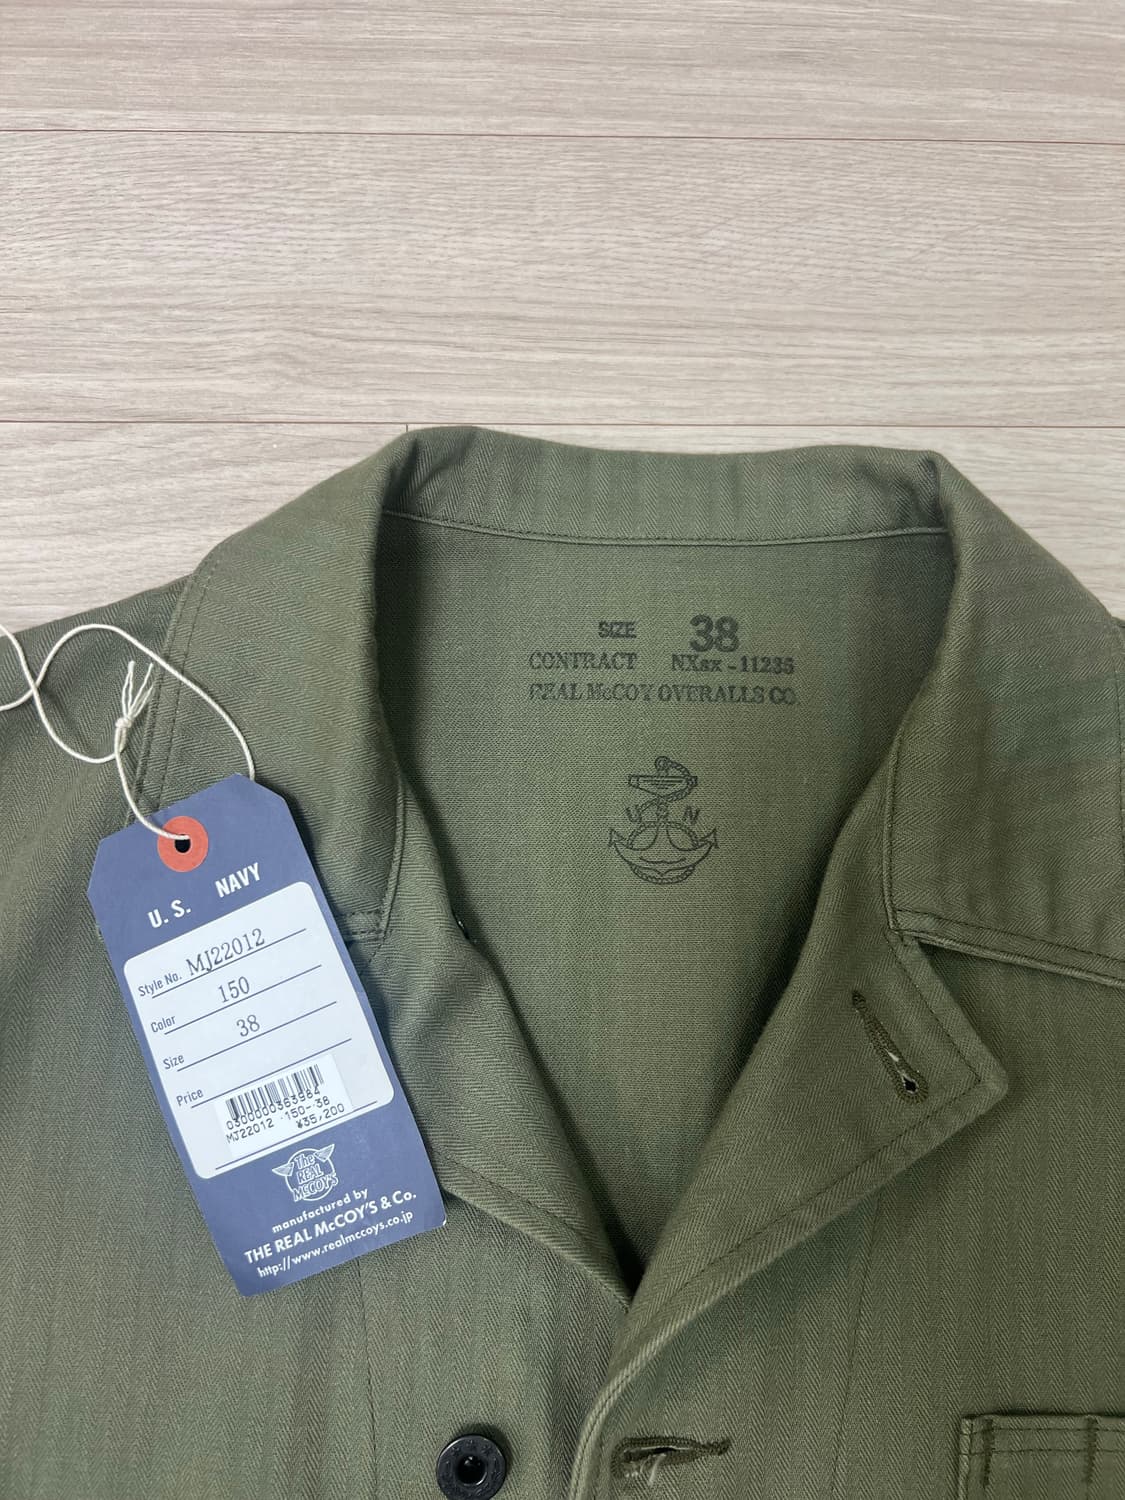 SIZE 38
CONTRACT NXsx-11235
REAL McCOY OVERALLS CO.
U N
U. S. NAVY
Style No. MJ22012
Color 150
Size 38
Price
0300000363984
MJ22012 -150- 38
¥35,200
The REAL McCOY'S
manufactured by
THE REAL McCOY'S & Co.
http://www.realmccoys.co.jp